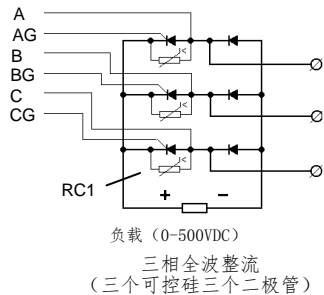 A
AG
B
BG
C
CG
RC1
+ −
负载（0-500VDC）
三相全波整流
（三个可控硅三个二极管）